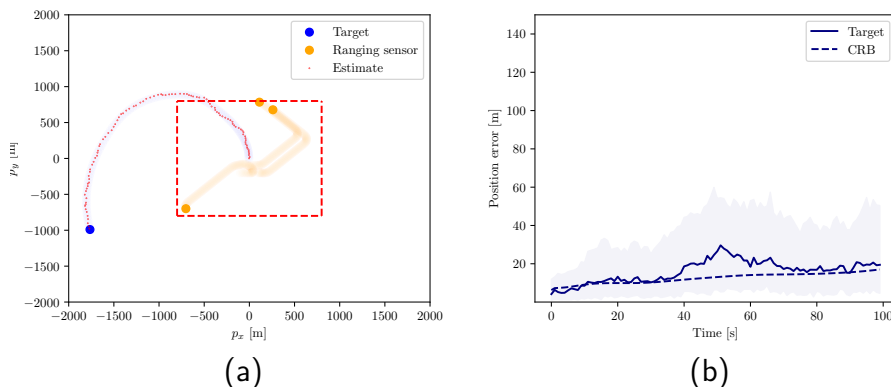 2000
1500
1000
500
0
−500
−1000
−1500
−2000
p_y [m]
−2000 −1500 −1000 −500 0 500 1000 1500 2000
p_x [m]
Target
Ranging sensor
Estimate
(a)
140
120
100
80
60
40
20
Position error [m]
0 20 40 60 80 100
Time [s]
Target
CRB
(b)